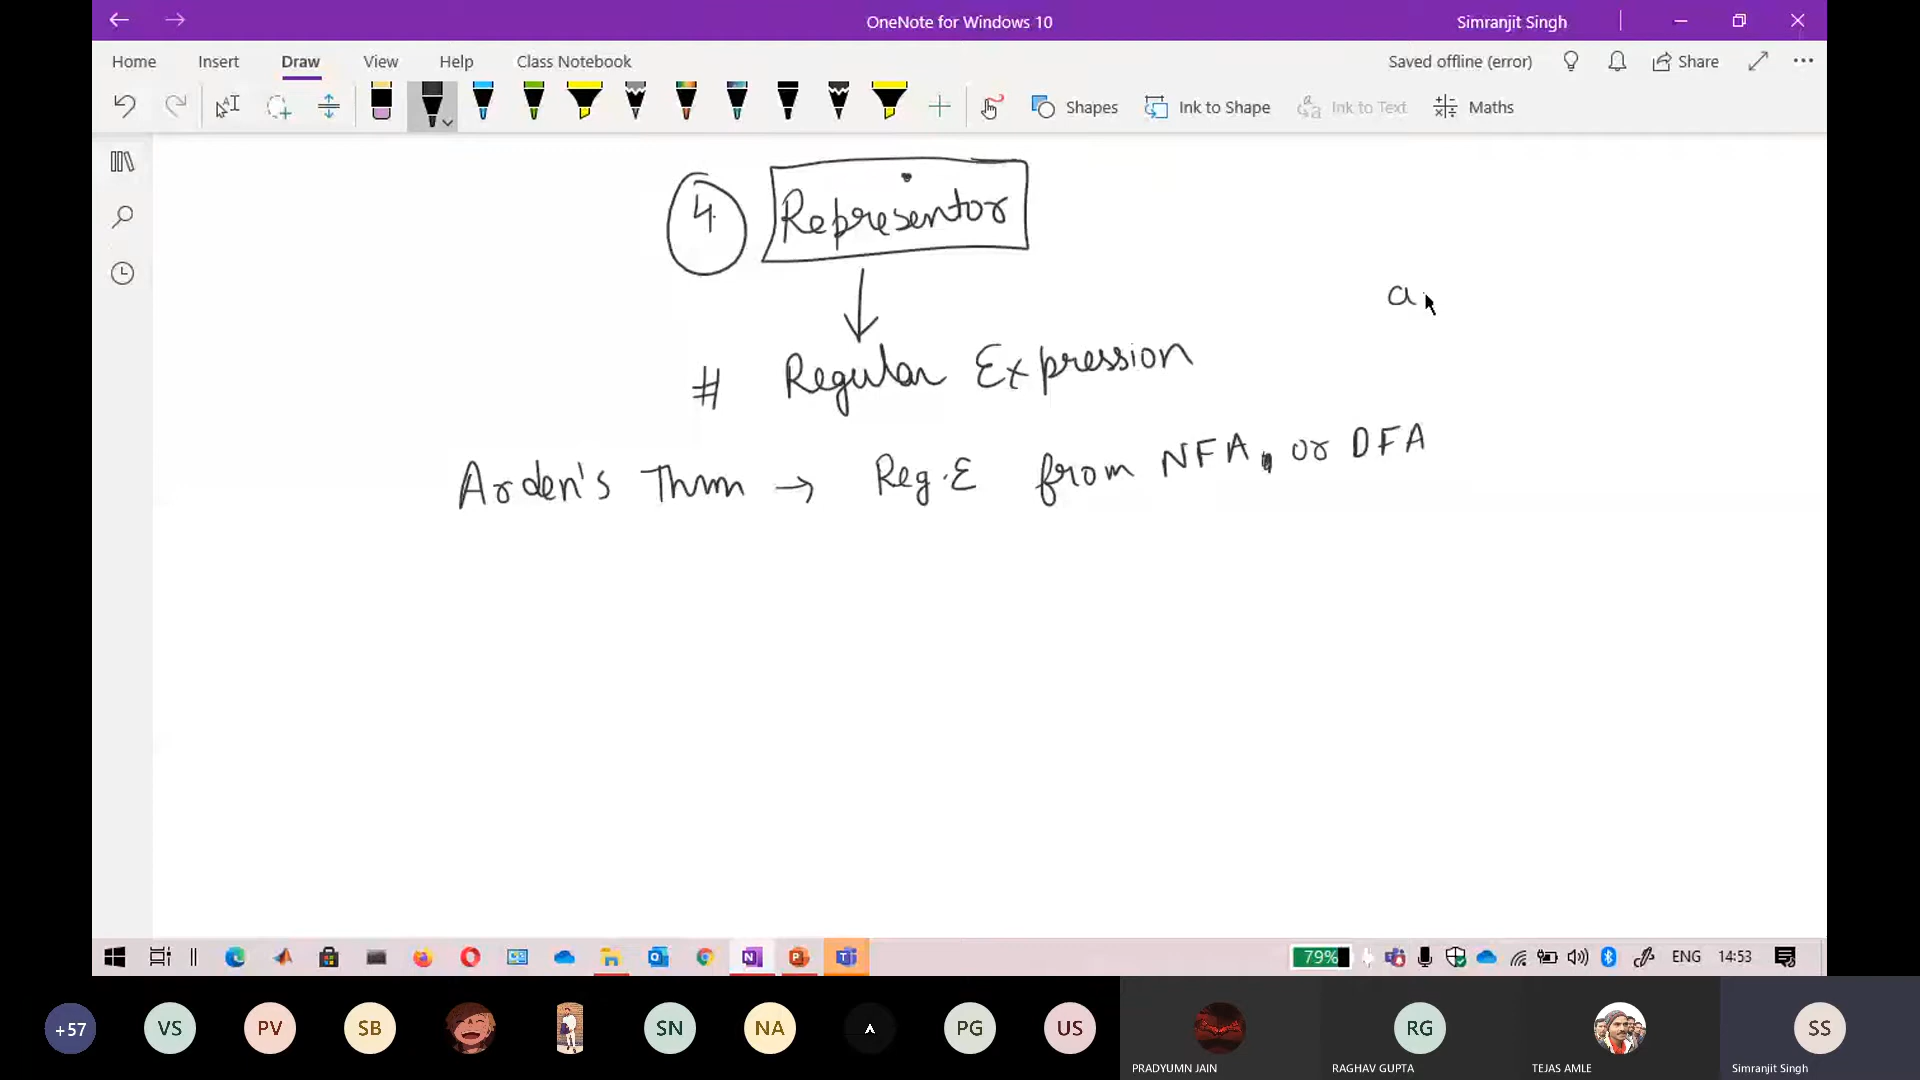 OneNote for Windows 10
Simranjit Singh
Home Insert Draw View Help Class Notebook
Saved offline (error) Share
Shapes Ink to Shape Ink to Text Maths
4 Representor
a
# Regular Expression
Arden's Thm → Reg.E from NFA, or DFA
79% ENG 14:53
+57 VS PV SB SN NA A PG US RG SS
PRADYUMN JAIN RAGHAV GUPTA TEJAS AMLE Simranjit Singh